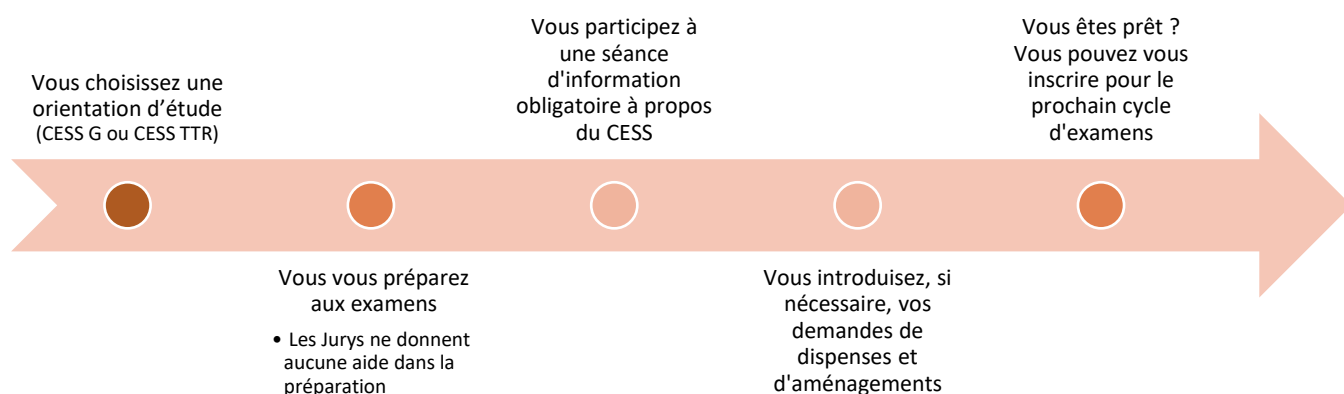 Vous choisissez une
orientation d’étude
(CESS G ou CESS TTR)
Vous vous préparez
aux examens
• Les Jurys ne donnent
aucune aide dans la
préparation
Vous participez à
une séance
d'information
obligatoire à propos
du CESS
Vous introduisez, si
nécessaire, vos
demandes de
dispenses et
d'aménagements
Vous êtes prêt ?
Vous pouvez vous
inscrire pour le
prochain cycle
d'examens